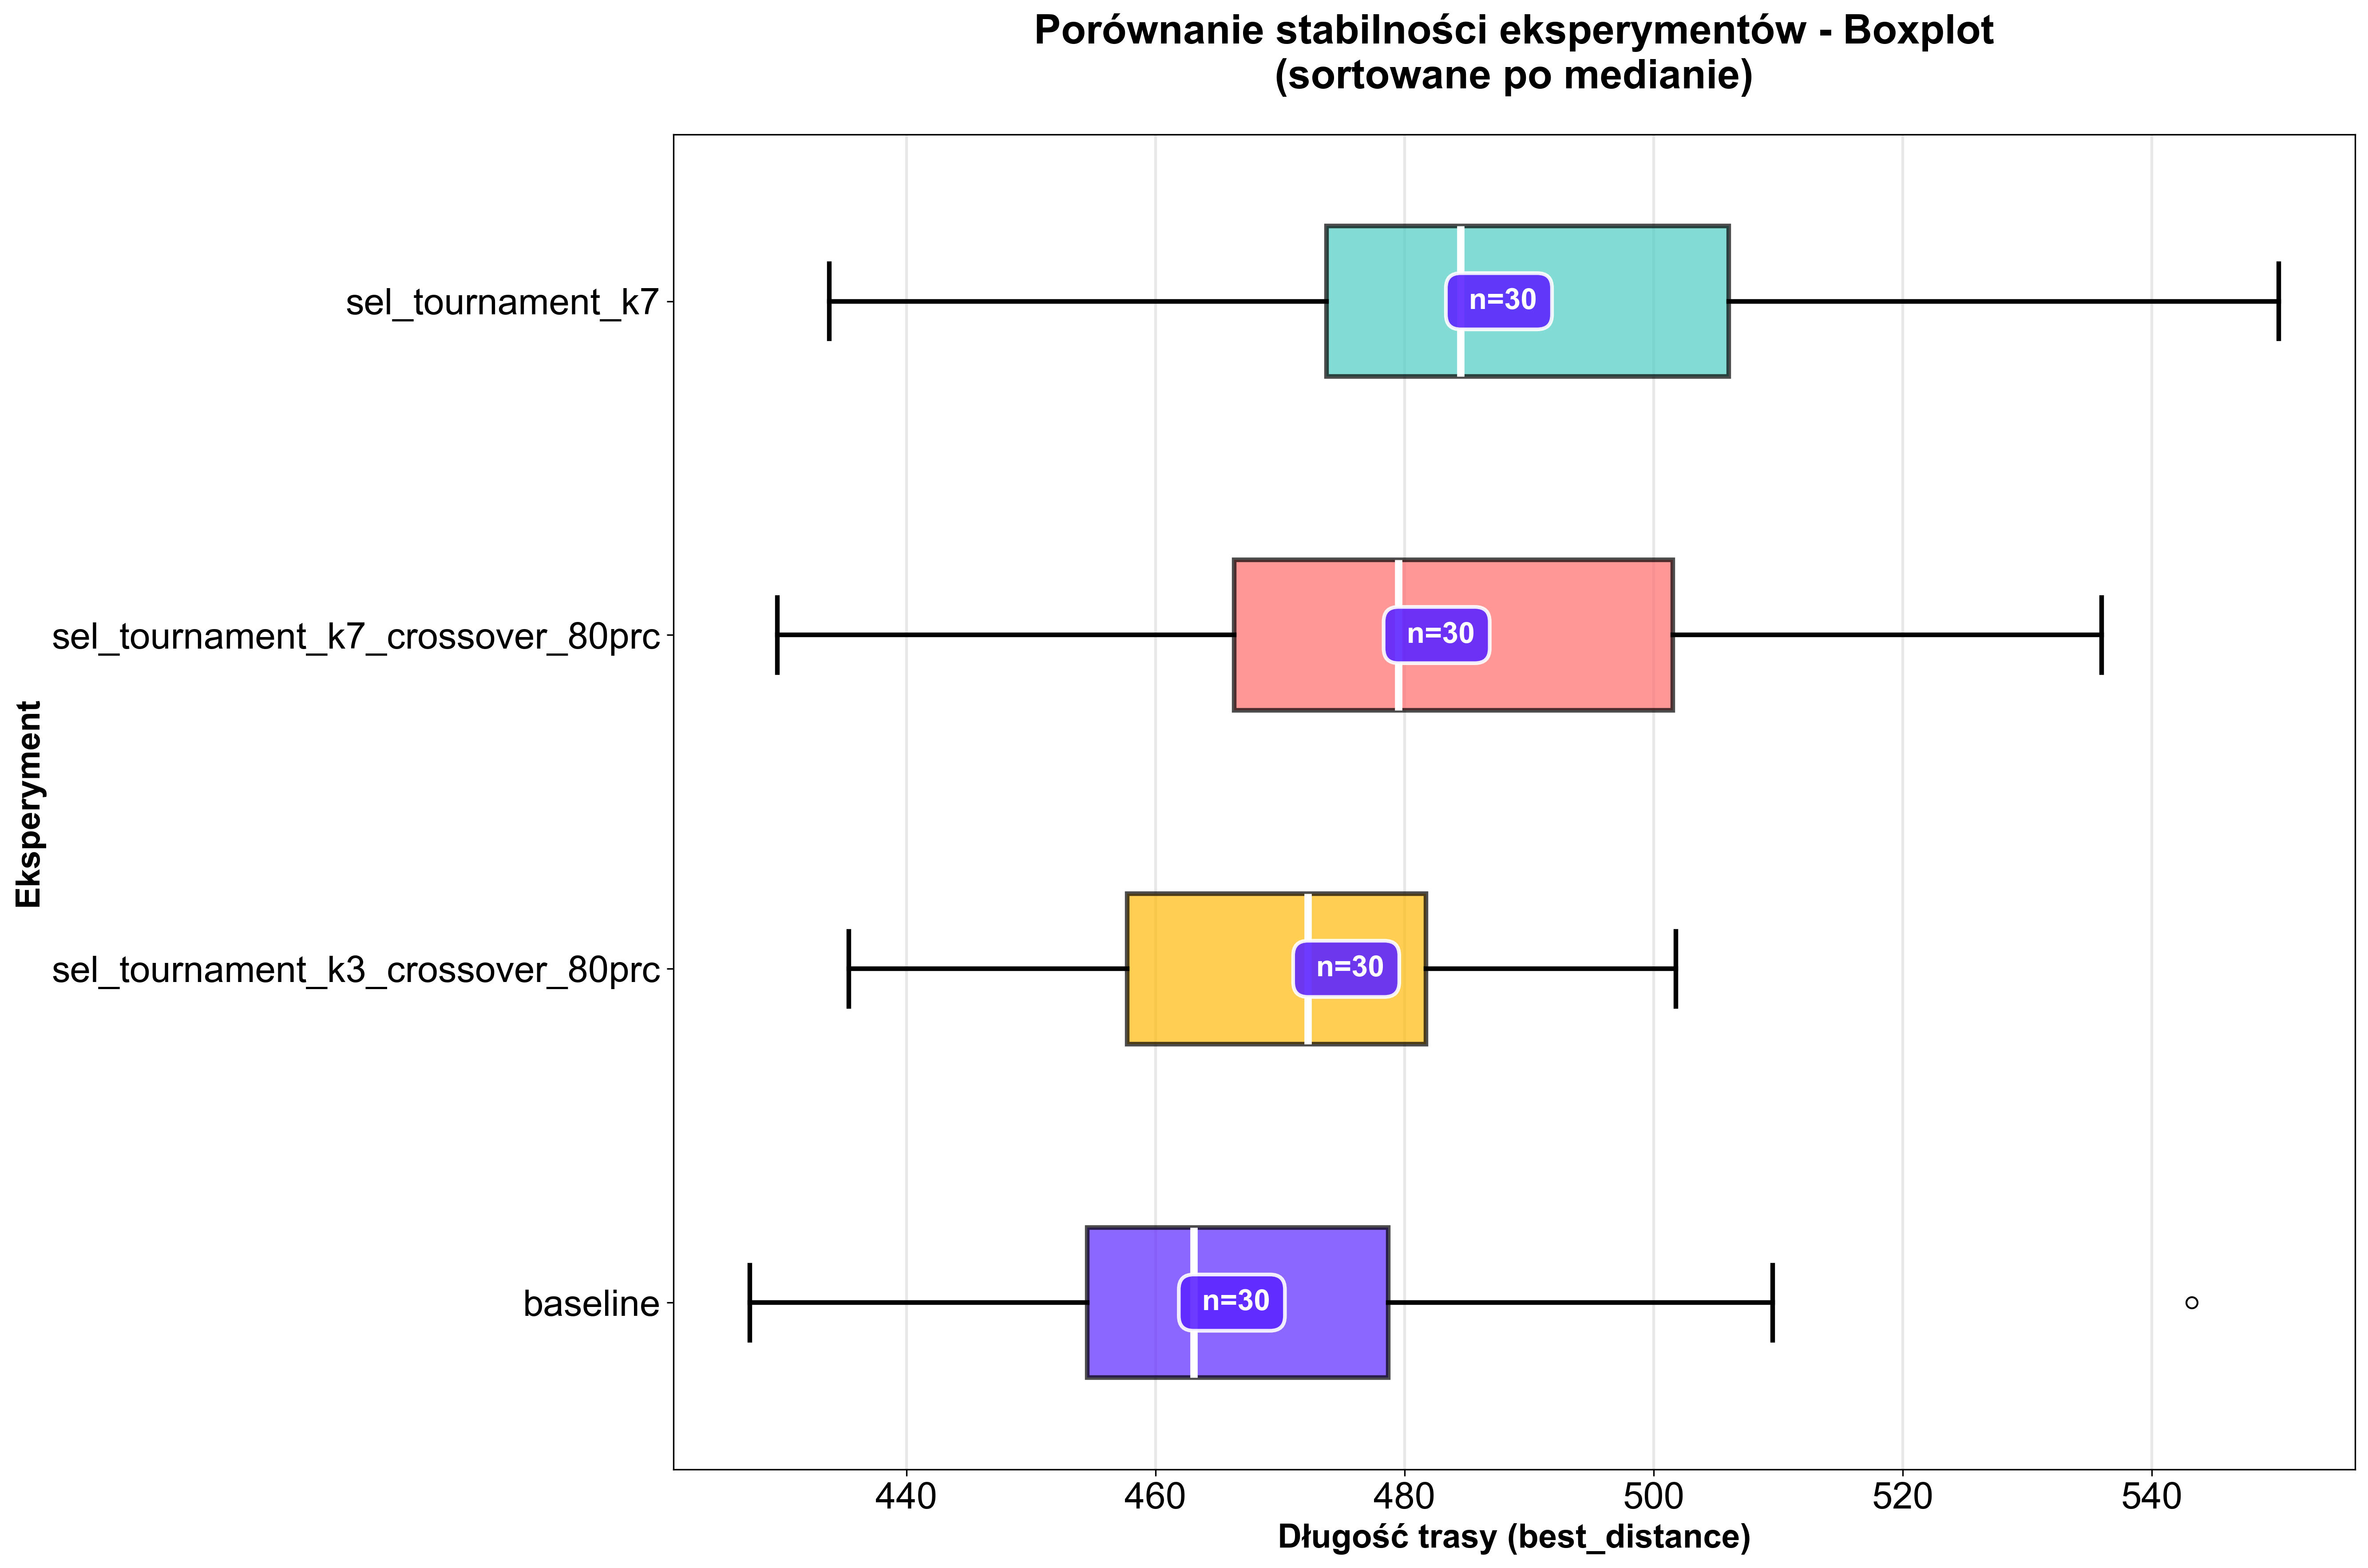 Porównanie stabilności eksperymentów - Boxplot
(sortowane po medianie)
Eksperyment
sel_tournament_k7
n=30
sel_tournament_k7_crossover_80prc
n=30
sel_tournament_k3_crossover_80prc
n=30
baseline
n=30
440 460 480 500 520 540
Długość trasy (best_distance)